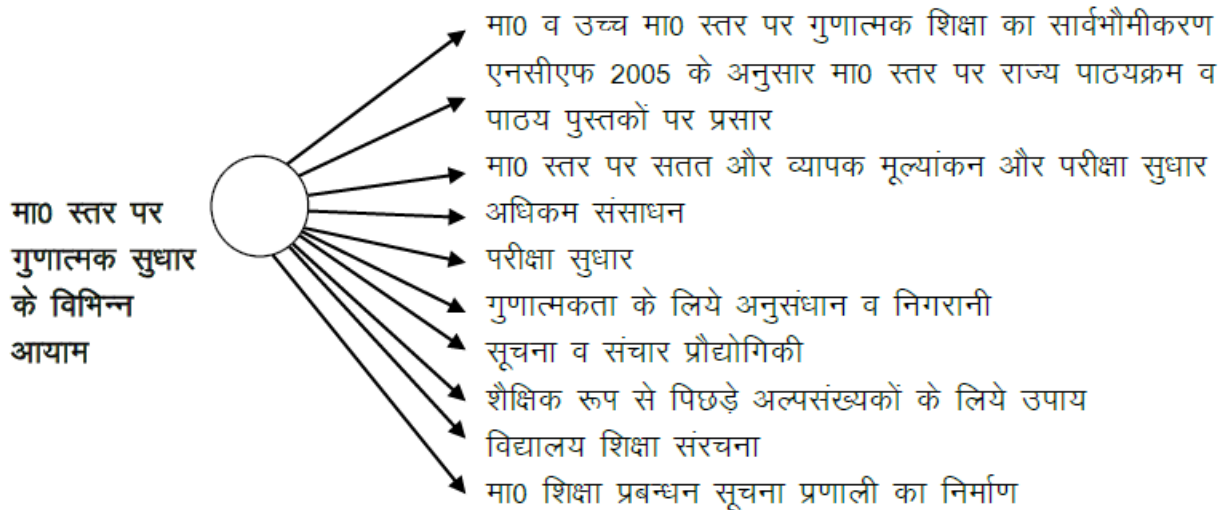 मा0 व उच्च मा0 स्तर पर गुणात्मक शिक्षा का सार्वभौमीकरण
एनसीएफ 2005 के अनुसार मा0 स्तर पर राज्य पाठयक्रम व
पाठय पुस्तकों पर प्रसार
मा0 स्तर पर सतत और व्यापक मूल्यांकन और परीक्षा सुधार
मा0 स्तर पर
गुणात्मक सुधार
के विभिन्न
आयाम
अधिकम संसाधन
परीक्षा सुधार
गुणात्मकता के लिये अनुसंधान व निगरानी
सूचना व संचार प्रौद्योगिकी
शैक्षिक रूप से पिछड़े अल्पसंख्यकों के लिये उपाय
विद्यालय शिक्षा संरचना
मा0 शिक्षा प्रबन्धन सूचना प्रणाली का निर्माण